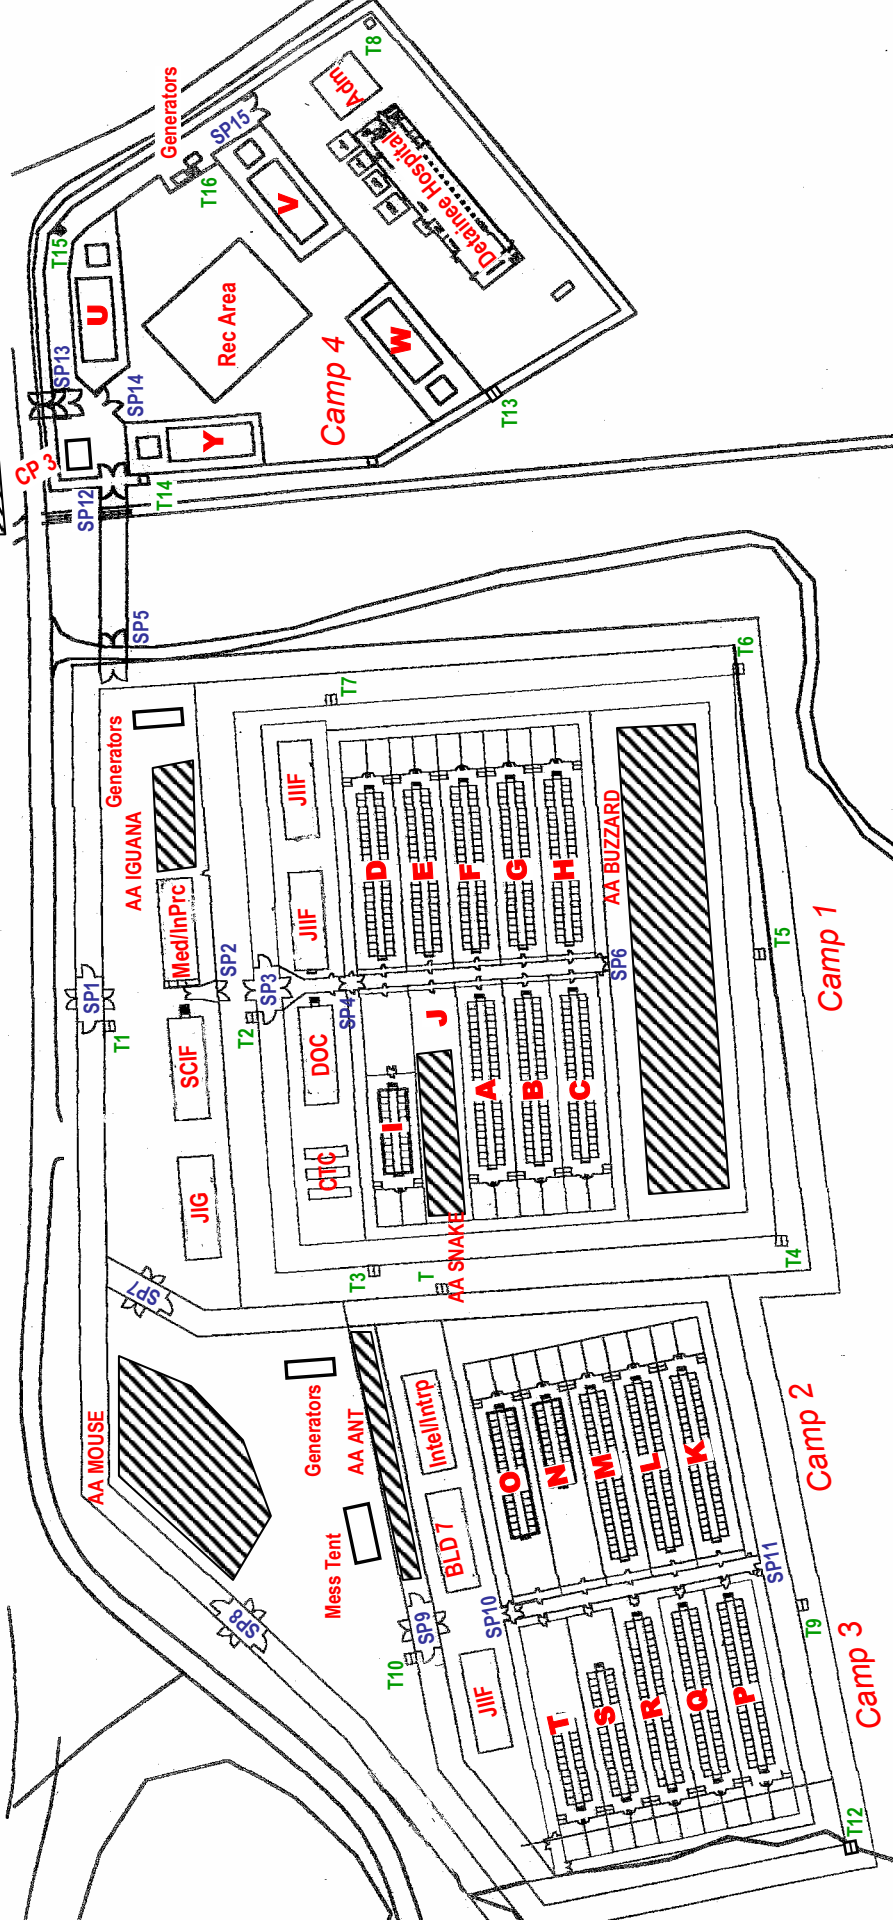 T8
Adm
Generators
SP15
Detainee Hospital
T16
V
T15
U
Rec Area
W
SP13
SP14
Camp 4
T13
CP 3
Y
SP12
T14
SP5
T6
T7
Generators
AA IGUANA
JIIF
Med/InPrc
JIIF
D
E
F
G
H
AA BUZZARD
SP1
SP2
SP3
SP4
SP6
T5
Camp 1
T1
T2
J
SCIF
DOC
I
A
B
C
CTC
JIG
AA SNAKE
T3
T
T4
SP7
AA MOUSE
Generators
AA ANT
Intel/Intrp
O
N
M
L
K
Camp 2
Mess Tent
BLD 7
SP8
SP9
SP10
SP11
T9
T10
JIIF
T
S
R
Q
P
Camp 3
T12